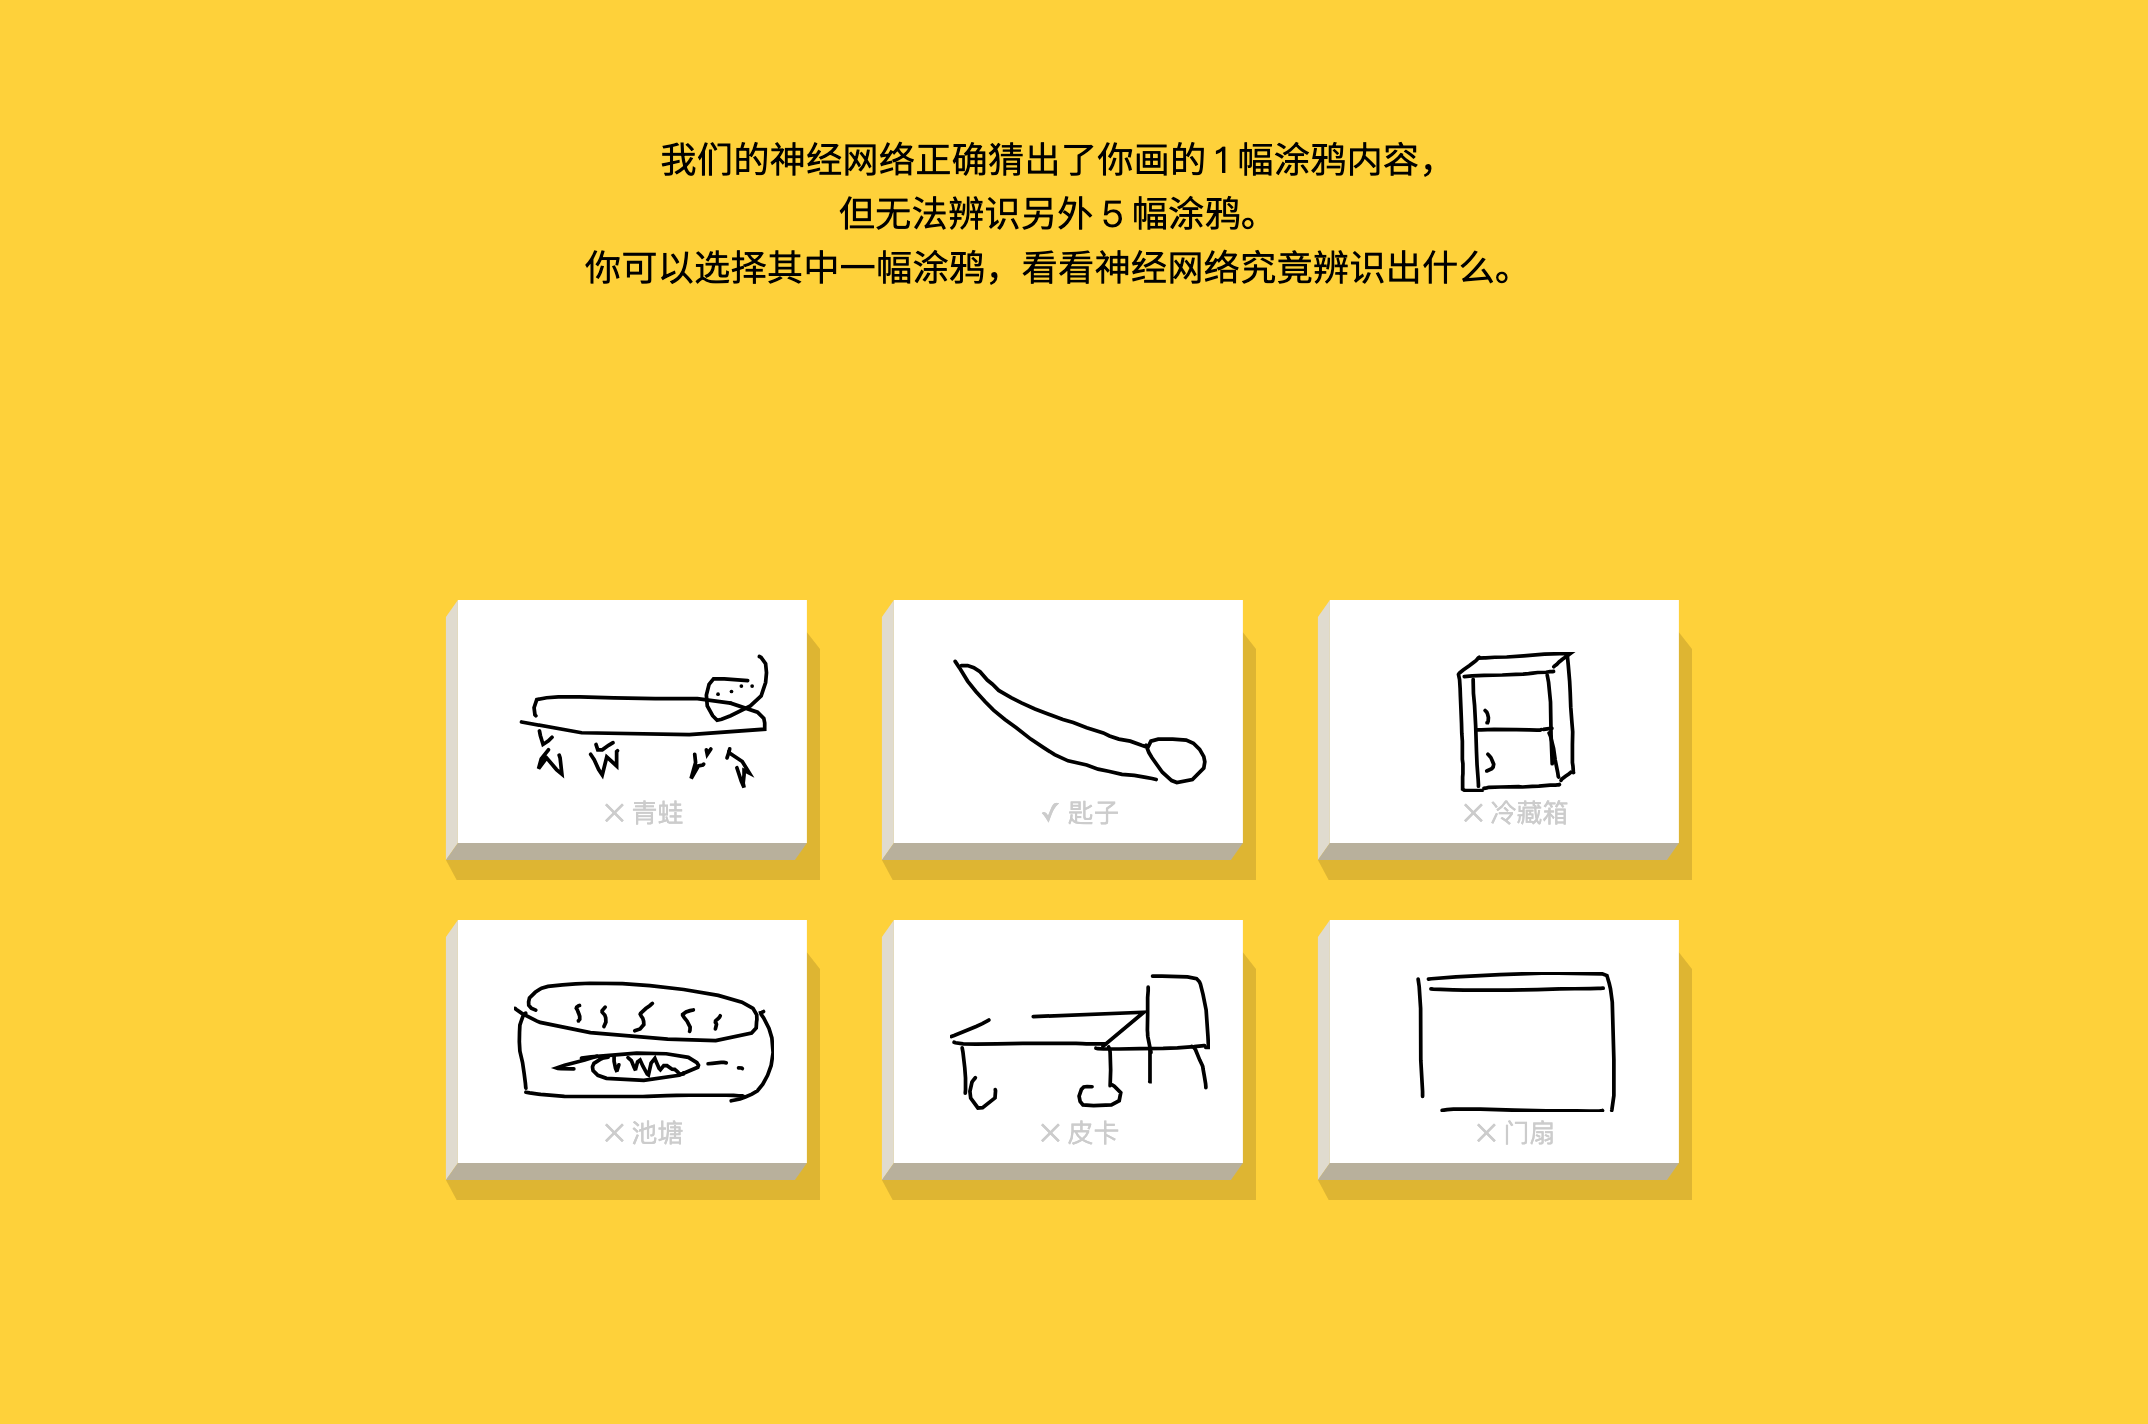 我们的神经网络正确猜出了你画的 1 幅涂鸦内容，
但无法辨识另外 5 幅涂鸦。
你可以选择其中一幅涂鸦，看看神经网络究竟辨识出什么。
青蛙
匙子
冷藏箱
池塘
皮卡
门扇